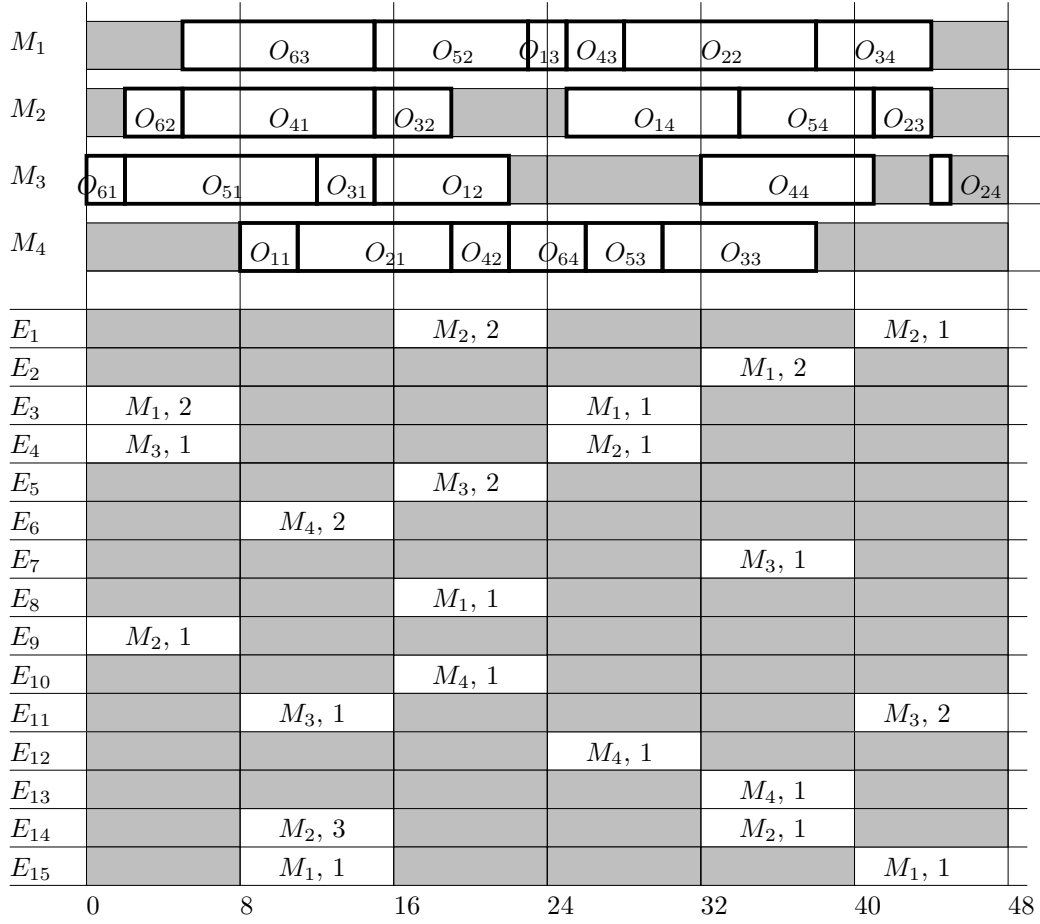 M₁ O₆₃ O₅₂ O₁₃ O₄₃ O₂₂ O₃₄
M₂ O₆₂ O₄₁ O₃₂ O₁₄ O₅₄ O₂₃
M₃ O₆₁ O₅₁ O₃₁ O₁₂ O₄₄ O₂₄
M₄ O₁₁ O₂₁ O₄₂ O₆₄ O₅₃ O₃₃
E₁ M₂, 2 M₂, 1
E₂ M₁, 2
E₃ M₁, 2 M₁, 1
E₄ M₃, 1 M₂, 1
E₅ M₃, 2
E₆ M₄, 2
E₇ M₃, 1
E₈ M₁, 1
E₉ M₂, 1
E₁₀ M₄, 1
E₁₁ M₃, 1 M₃, 2
E₁₂ M₄, 1
E₁₃ M₄, 1
E₁₄ M₂, 3 M₂, 1
E₁₅ M₁, 1 M₁, 1
0 8 16 24 32 40 48